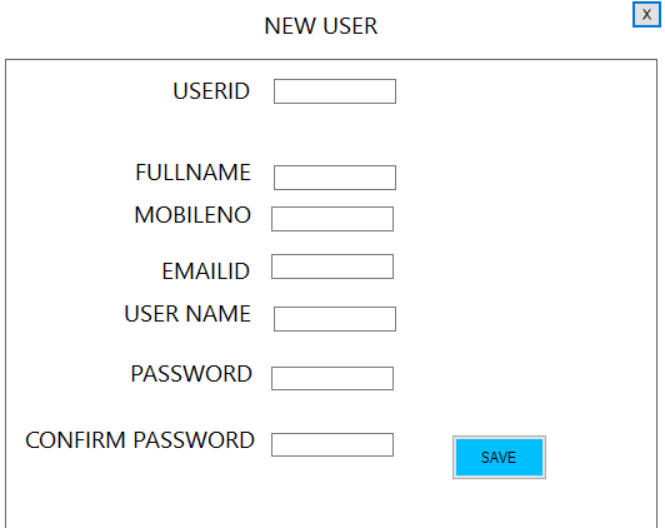 X
NEW USER
USERID
FULLNAME
MOBILENO
EMAILID
USER NAME
PASSWORD
CONFIRM PASSWORD
SAVE